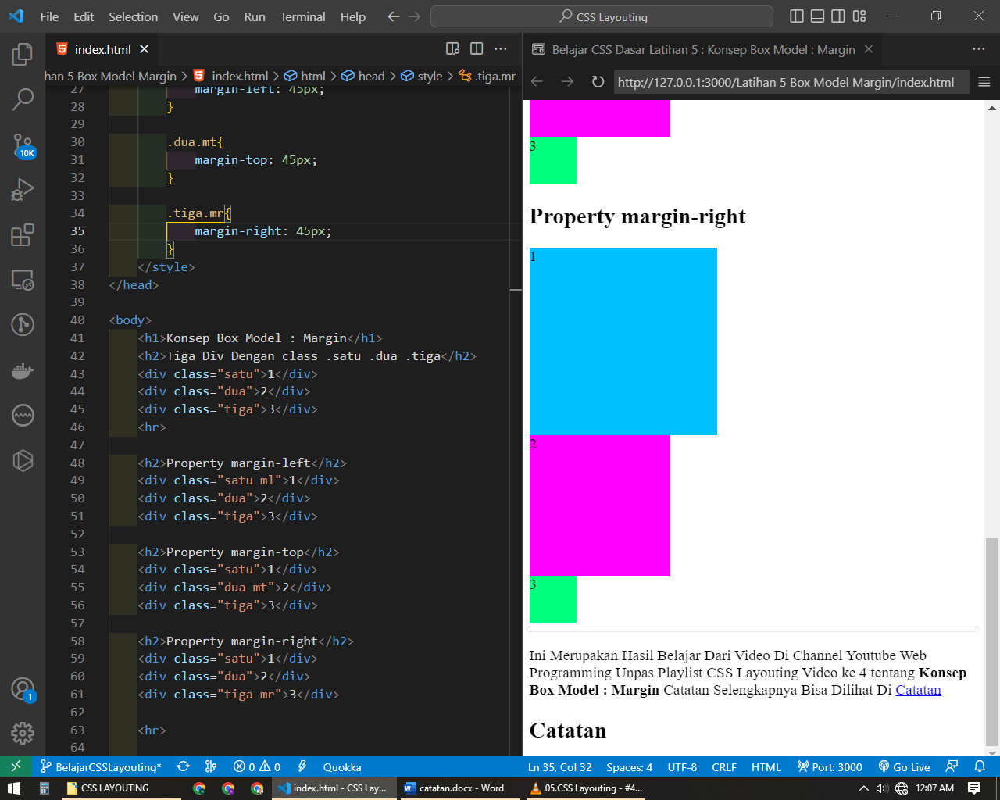 File Edit Selection View Go Run Terminal Help
CSS Layouting
index.html
Belajar CSS Dasar Latihan 5 : Konsep Box Model : Margin
han 5 Box Model Margin > index.html > html > head > style > .tiga.mr
http://127.0.0.1:3000/Latihan 5 Box Model Margin/index.html
10K
1
27 margin-left: 45px;
28 }
29
30 .dua.mt{
31 margin-top: 45px;
32 }
33
34 .tiga.mr{
35 margin-right: 45px;
36 }
37 </style>
38 </head>
39
40 <body>
41 <h1>Konsep Box Model : Margin</h1>
42 <h2>Tiga Div Dengan class .satu .dua .tiga</h2>
43 <div class="satu">1</div>
44 <div class="dua">2</div>
45 <div class="tiga">3</div>
46 <hr>
47
48 <h2>Property margin-left</h2>
49 <div class="satu ml">1</div>
50 <div class="dua">2</div>
51 <div class="tiga">3</div>
52
53 <h2>Property margin-top</h2>
54 <div class="satu">1</div>
55 <div class="dua mt">2</div>
56 <div class="tiga">3</div>
57
58 <h2>Property margin-right</h2>
59 <div class="satu">1</div>
60 <div class="dua">2</div>
61 <div class="tiga mr">3</div>
62
63 <hr>
64
3
Property margin-right
1
2
3
Ini Merupakan Hasil Belajar Dari Video Di Channel Youtube Web
Programming Unpas Playlist CSS Layouting Video ke 4 tentang Konsep
Box Model : Margin Catatan Selengkapnya Bisa Dilihat Di Catatan
Catatan
BelajarCSSLayouting* 0 0 Quokka Ln 35, Col 32 Spaces: 4 UTF-8 CRLF HTML Port: 3000 Go Live
CSS LAYOUTING index.html - CSS Lay... catatan.docx - Word 05.CSS Layouting - #4... 12:07 AM